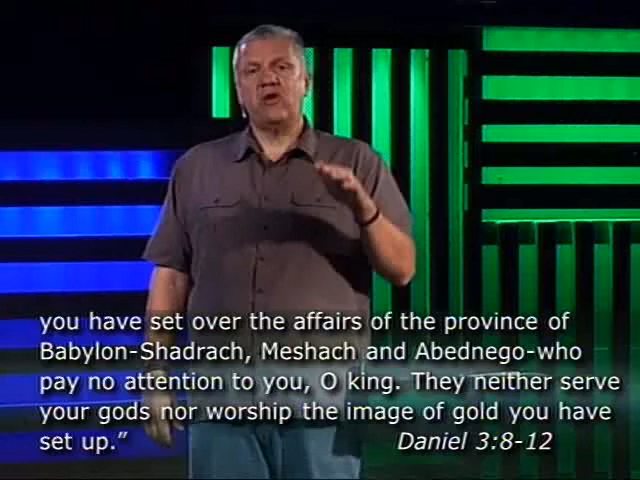 you have set over the affairs of the province of
Babylon-Shadrach, Meshach and Abednego-who
pay no attention to you, O king. They neither serve
your gods nor worship the image of gold you have
set up.” Daniel 3:8-12